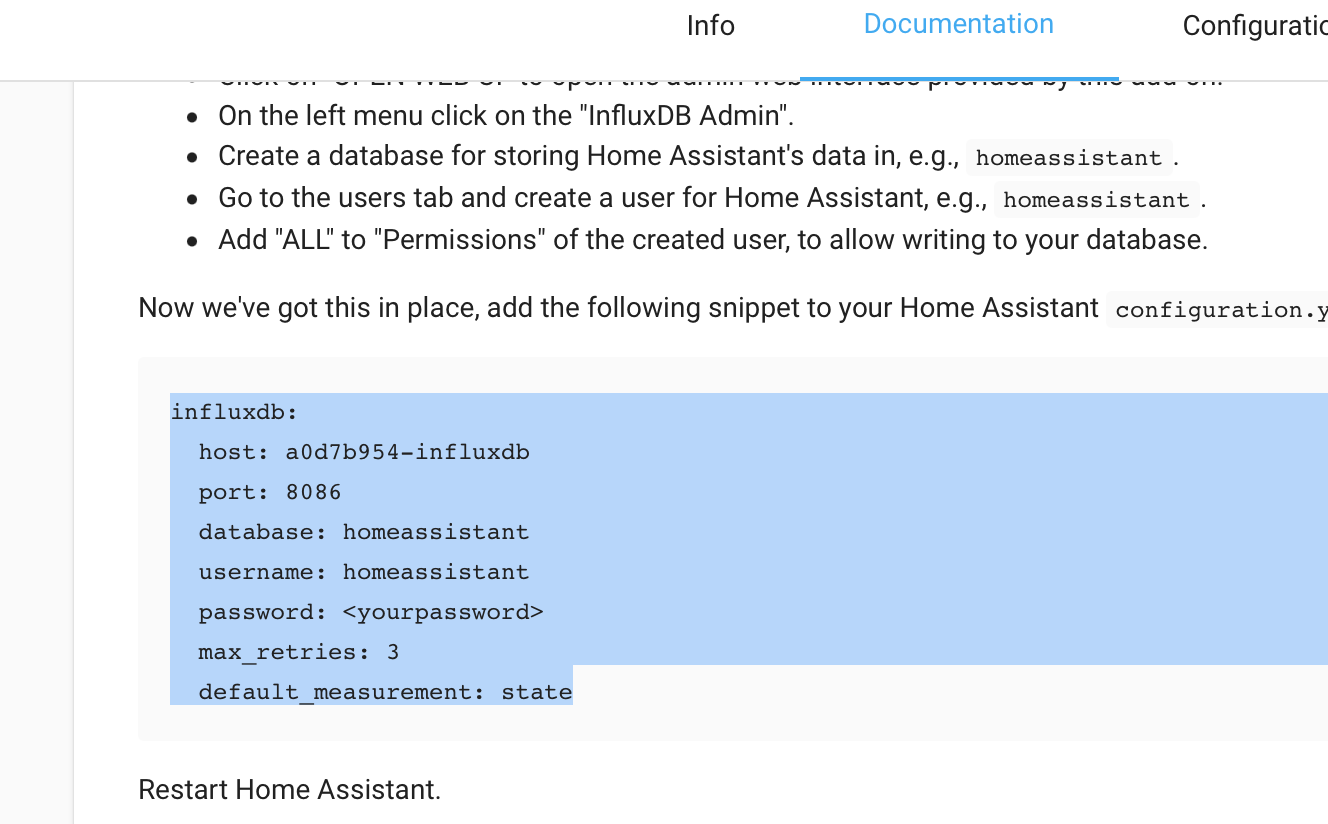 Info Documentation
On the left menu click on the "InfluxDB Admin".
Create a database for storing Home Assistant's data in, e.g., homeassistant .
Go to the users tab and create a user for Home Assistant, e.g., homeassistant .
Add "ALL" to "Permissions" of the created user, to allow writing to your database.
Now we've got this in place, add the following snippet to your Home Assistant configuration.y
influxdb:
  host: a0d7b954-influxdb
  port: 8086
  database: homeassistant
  username: homeassistant
  password: <yourpassword>
  max_retries: 3
  default_measurement: state
Restart Home Assistant.